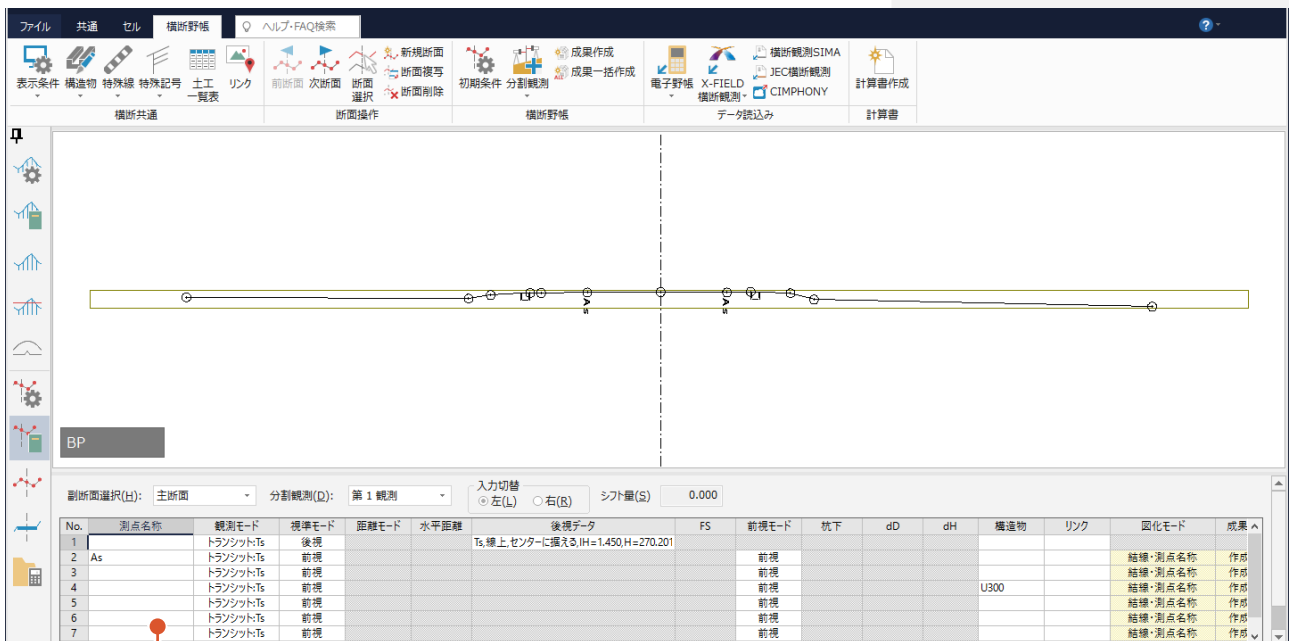 ファイル 共通 セル 横断野帳 ヘルプ・FAQ検索 ?
表示条件 構造物 特殊線 特殊記号 土工一覧表 リンク
前断面 次断面 断面選択 新規断面
断面複写
断面削除
初期条件 分割観測 成果作成
成果一括作成
電子野帳 X-FIELD横断観測 横断観測SIMA
JEC横断観測
CIMPHONY
計算書作成
横断共通 断面操作 横断野帳 データ読込み 計算書
As As
BP
副断面選択(H): 主断面 分割観測(D): 第 1 観測 入力切替 左(L) 右(R) シフト量(S) 0.000
No. 測点名称 観測モード 視準モード 距離モード 水平距離 後視データ FS 前視モード 杭下 dD dH 構造物 リンク 図化モード 成果
1 トランシット:Ts 後視 Ts,線上,センターに据える,IH=1.450,H=270.201
2 As トランシット:Ts 前視 前視 結線・測点名称 作成
3 トランシット:Ts 前視 前視 結線・測点名称 作成
4 トランシット:Ts 前視 前視 U300 結線・測点名称 作成
5 トランシット:Ts 前視 前視 結線・測点名称 作成
6 トランシット:Ts 前視 前視 結線・測点名称 作成
7 トランシット:Ts 前視 前視 結線・測点名称 作成